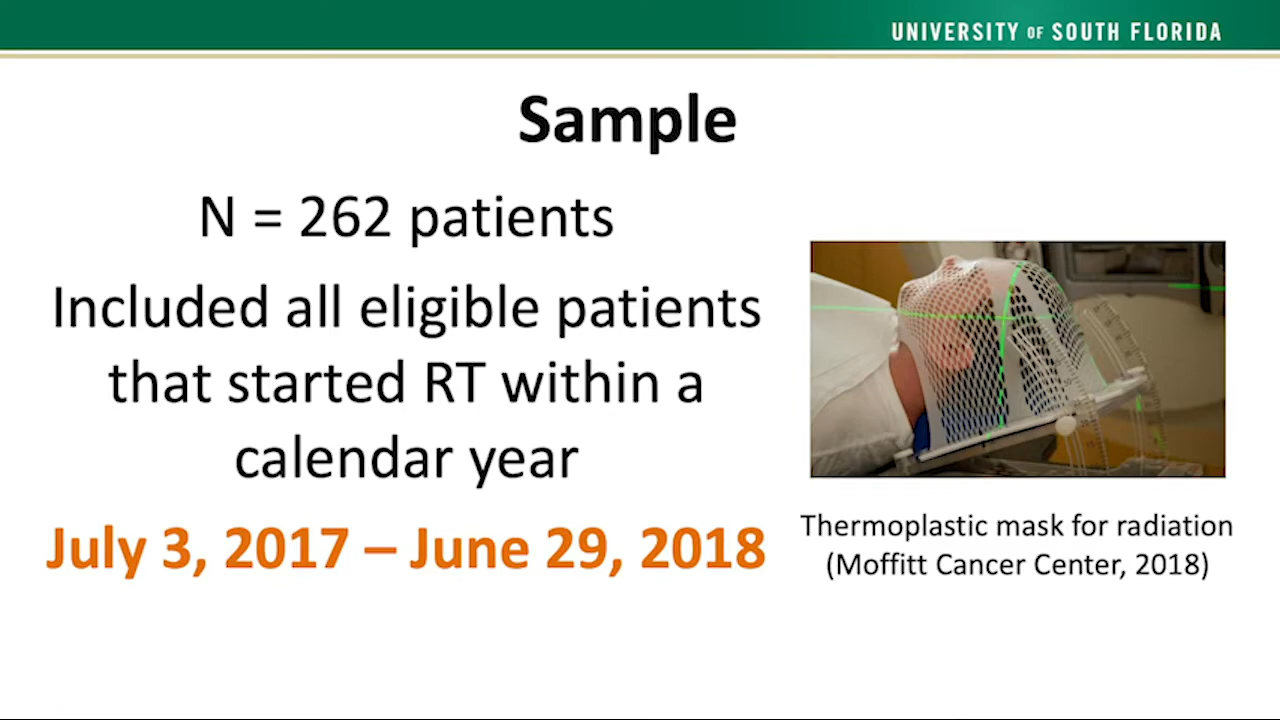 UNIVERSITY OF SOUTH FLORIDA
Sample
N = 262 patients
Included all eligible patients
that started RT within a
calendar year
July 3, 2017 – June 29, 2018
Thermoplastic mask for radiation
(Moffitt Cancer Center, 2018)